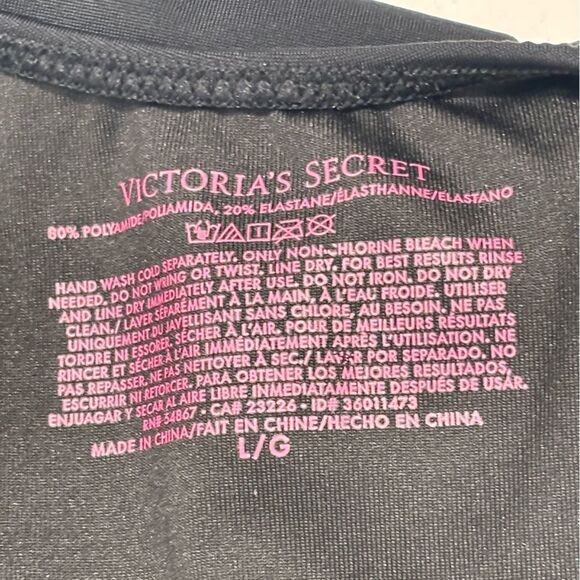 VICTORIA'S SECRET
80% POLYAMIDE/POLIAMIDA, 20% ELASTANE/ÉLASTHANNE/ELASTANO
HAND WASH COLD SEPARATELY. ONLY NON-CHLORINE BLEACH WHEN
NEEDED. DO NOT WRING OR TWIST. LINE DRY. FOR BEST RESULTS RINSE
AND LINE DRY IMMEDIATELY AFTER USE. DO NOT IRON. DO NOT DRY
CLEAN./ LAVER SÉPARÉMENT À LA MAIN, À L'EAU FROIDE. UTILISER
UNIQUEMENT DU JAVELLISANT SANS CHLORE, AU BESOIN. NE PAS
TORDRE NI ESSORER. SÉCHER À L'AIR. POUR DE MEILLEURS RÉSULTATS
RINCER ET SÉCHER À L'AIR IMMÉDIATEMENT APRÈS L'UTILISATION. NE
PAS REPASSER. NE PAS NETTOYER À SEC./ LAVAR POR SEPARADO. NO
ESCURRIR NI RETORCER. PARA OBTENER LOS MEJORES RESULTADOS,
ENJUAGAR Y SECAR AL AIRE LIBRE INMEDIATAMENTE DESPUÉS DE USAR.
RN# 54867 • CA# 23226 • ID# 36011473
MADE IN CHINA/FAIT EN CHINE/HECHO EN CHINA
L/G